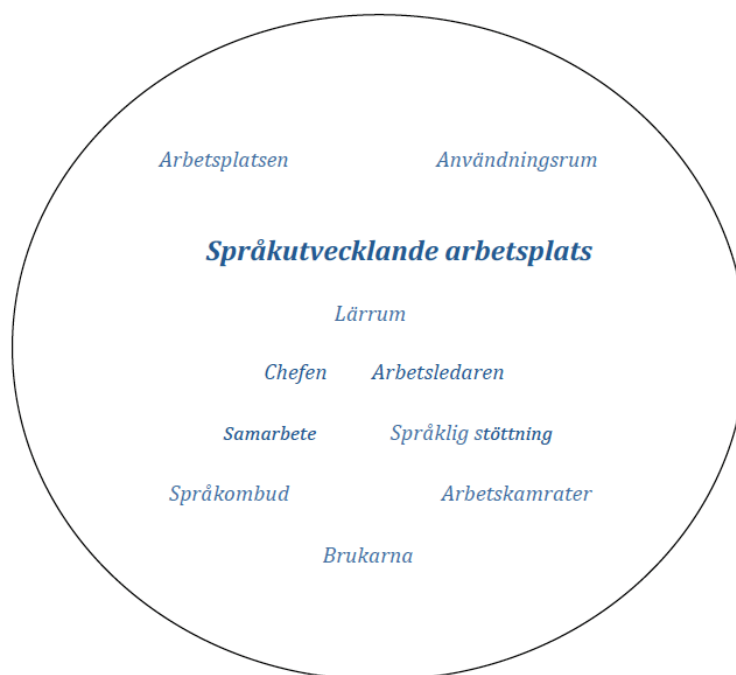 Arbetsplatsen Användningsrum
Språkutvecklande arbetsplats
Lärrum
Chefen Arbetsledaren
Samarbete Språklig stöttning
Språkombud Arbetskamrater
Brukarna